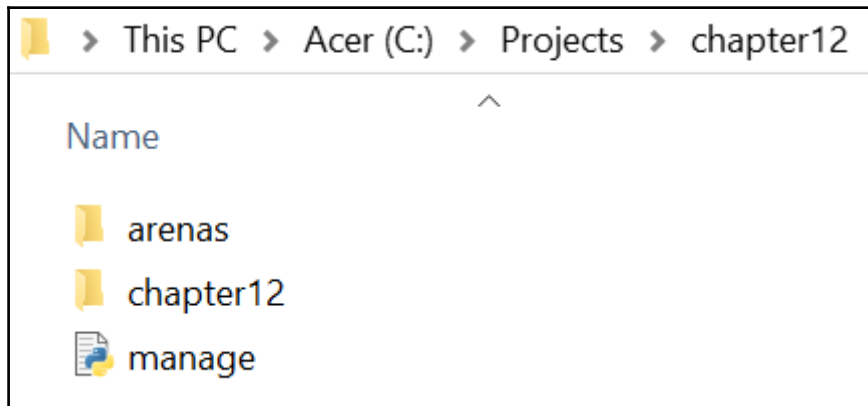 This PC > Acer (C:) > Projects > chapter12
Name
arenas
chapter12
manage